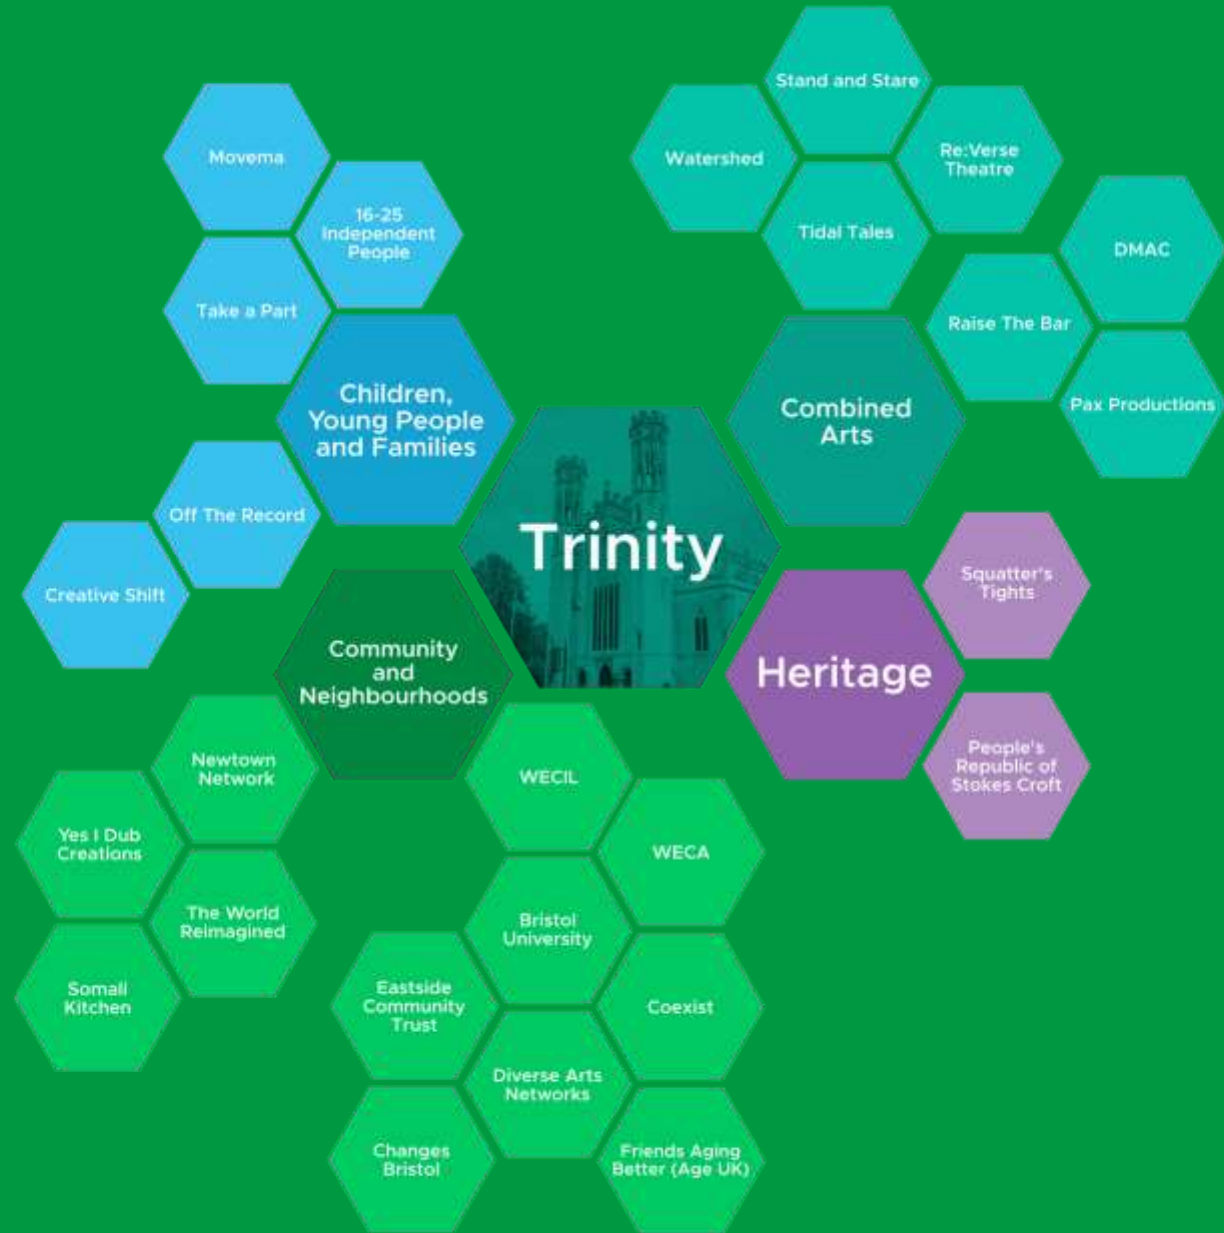 Stand and Stare
Watershed
Re:Verse
Theatre
Tidal Tales
DMAC
Raise The Bar
Pax Productions
Combined
Arts
Movema
16-25
Independent
People
Take a Part
Children,
Young People
and Families
Off The Record
Creative Shift
Trinity
Squatter's
Tights
Heritage
People's
Republic of
Stokes Croft
Community
and
Neighbourhoods
Newtown
Network
Yes I Dub
Creations
The World
Reimagined
Somali
Kitchen
WECIL
WECA
Bristol
University
Eastside
Community
Trust
Coexist
Diverse Arts
Networks
Changes
Bristol
Friends Aging
Better (Age UK)